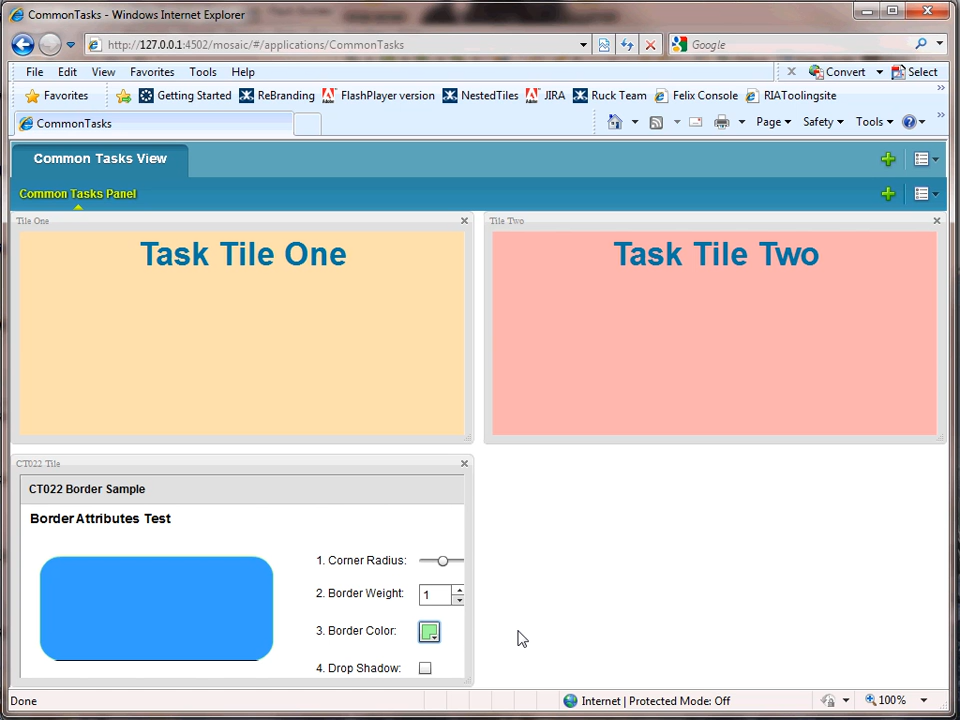 CommonTasks - Windows Internet Explorer
http://127.0.0.1:4502/mosaic/#/applications/CommonTasks
Google
File Edit View Favorites Tools Help
Convert Select
Favorites Getting Started ReBranding FlashPlayer version NestedTiles JIRA Ruck Team Felix Console RIAToolingsite
CommonTasks
Page Safety Tools
Common Tasks View
Common Tasks Panel
Tile One
Tile Two
Task Tile One
Task Tile Two
CT022 Tile
CT022 Border Sample
Border Attributes Test
1. Corner Radius:
2. Border Weight: 1
3. Border Color:
4. Drop Shadow:
Done
Internet | Protected Mode: Off
100%